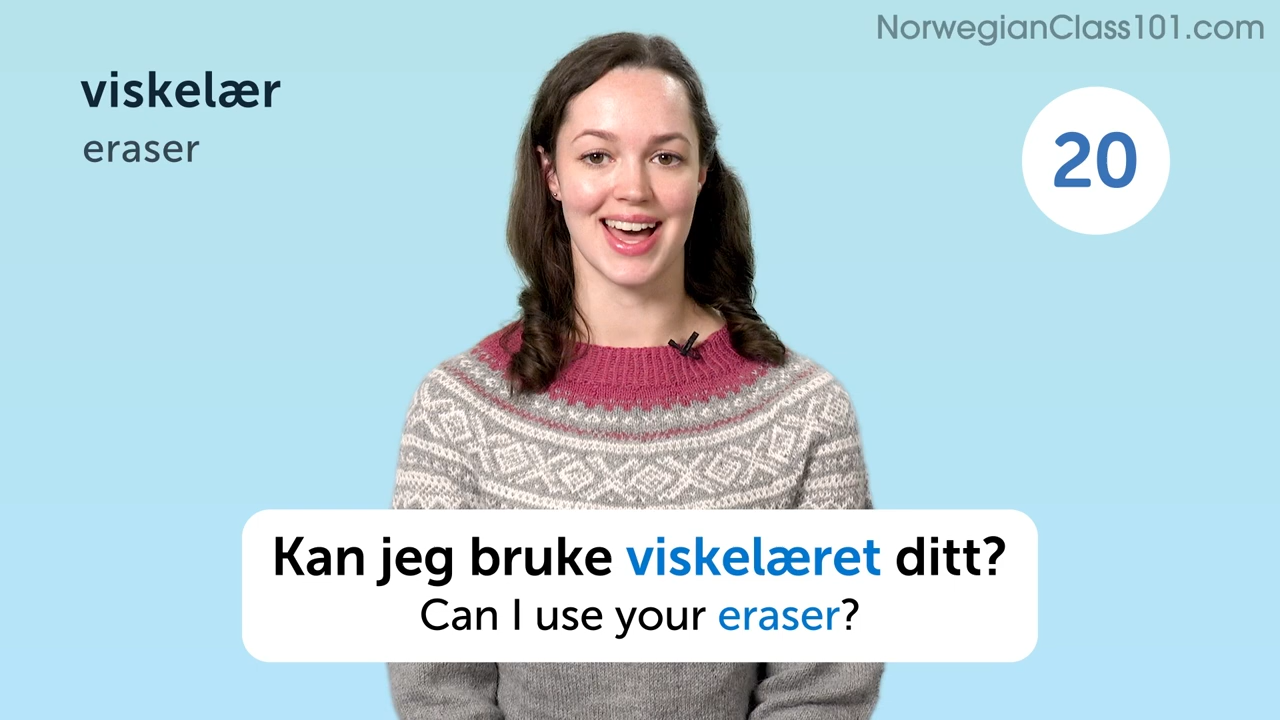 NorwegianClass101.com
viskelær
eraser
20
Kan jeg bruke viskelæret ditt?
Can I use your eraser?